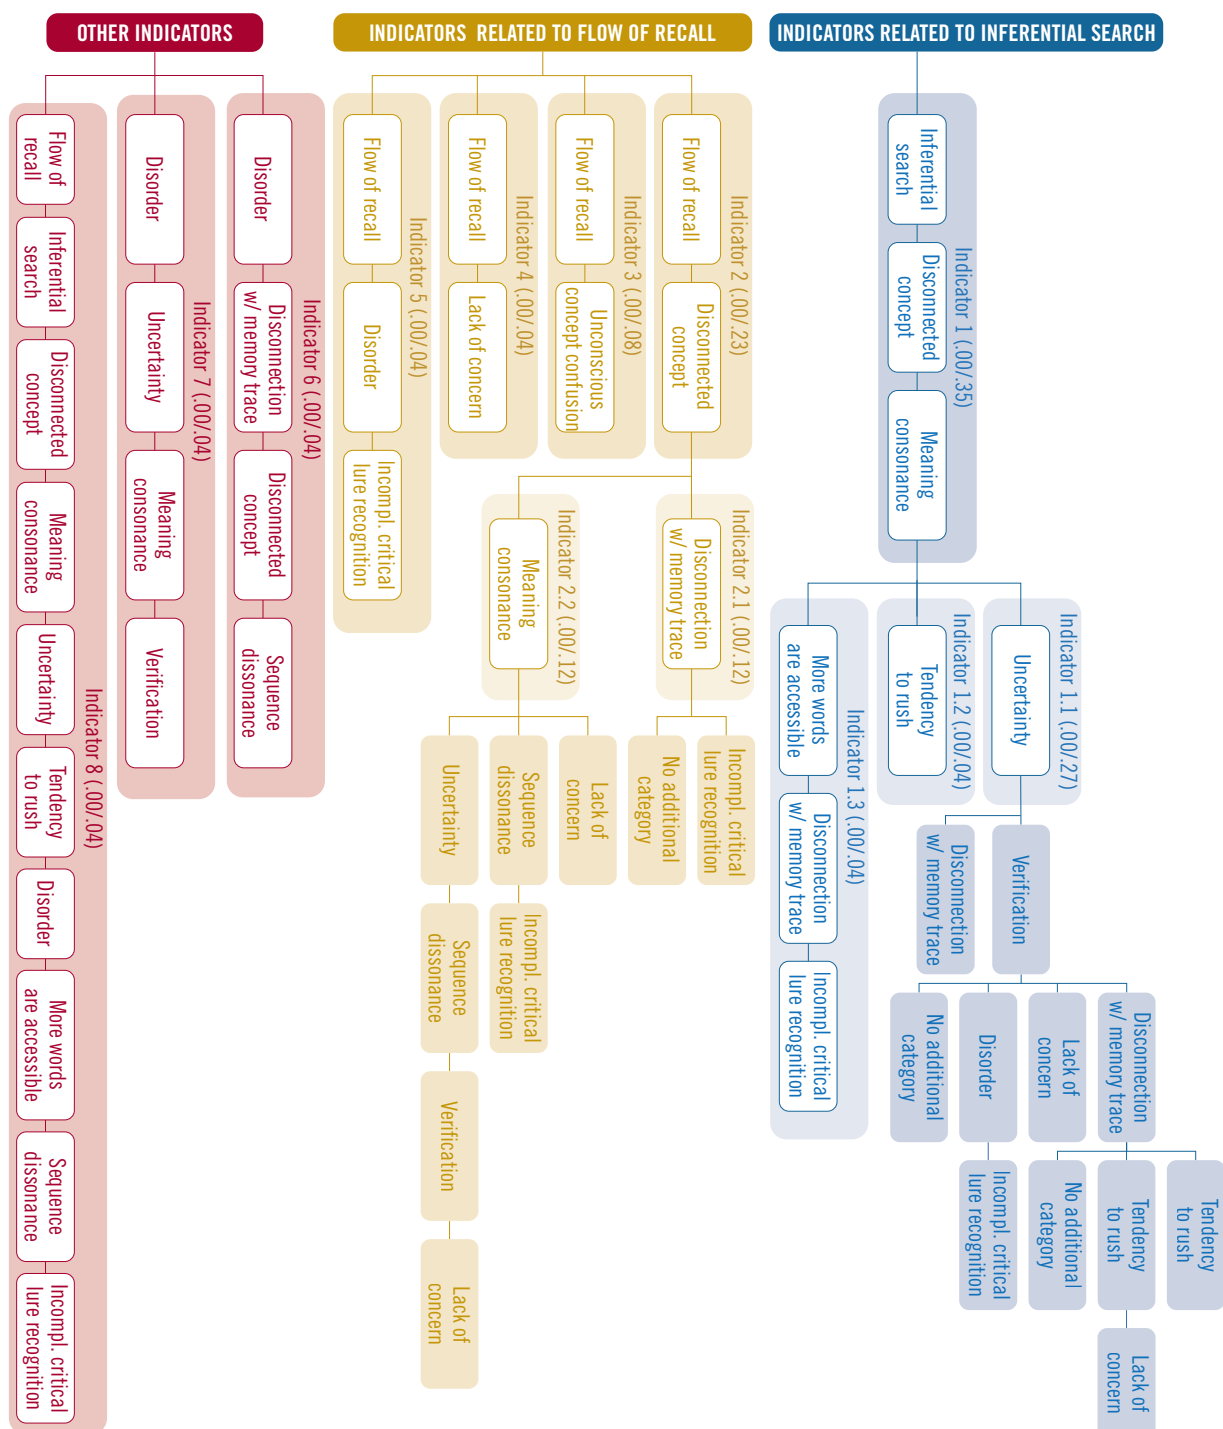 OTHER INDICATORS
INDICATORS RELATED TO FLOW OF RECALL
INDICATORS RELATED TO INFERENTIAL SEARCH
Indicator 1 (.00/.35)
Inferential
search
Disconnected
concept
Meaning
consonance
Indicator 1.1 (.00/.27)
Uncertainty
Verification
Disconnection
w/ memory trace
Tendency
to rush
Tendency
to rush
Lack of
concern
No additional
category
Lack of
concern
Disorder
Incompl. critical
lure recognition
No additional
category
Disconnection
w/ memory trace
Indicator 1.2 (.00/.04)
Tendency
to rush
Indicator 1.3 (.00/.04)
More words
are accessible
Disconnection
w/ memory trace
Incompl. critical
lure recognition
Indicator 2 (.00/.23)
Flow of
recall
Disconnected
concept
Indicator 2.1 (.00/.12)
Disconnection
w/ memory trace
Incompl. critical
lure recognition
No additional
category
Indicator 2.2 (.00/.12)
Meaning
consonance
Lack of
concern
Sequence
dissonance
Incompl. critical
lure recognition
Uncertainty
Sequence
dissonance
Verification
Lack of
concern
Indicator 3 (.00/.08)
Flow of
recall
Unconscious
concept confusion
Indicator 4 (.00/.04)
Flow of
recall
Lack of concern
Indicator 5 (.00/.04)
Flow of
recall
Disorder
Incompl. critical
lure recognition
Indicator 6 (.00/.04)
Disorder
Disconnection
w/ memory trace
Disconnected
concept
Sequence
dissonance
Indicator 7 (.00/.04)
Disorder
Uncertainty
Meaning
consonance
Verification
Indicator 8 (.00/.04)
Flow of
recall
Inferential
search
Disconnected
concept
Meaning
consonance
Uncertainty
Tendency
to rush
Disorder
More words
are accessible
Sequence
dissonance
Incompl. critical
lure recognition